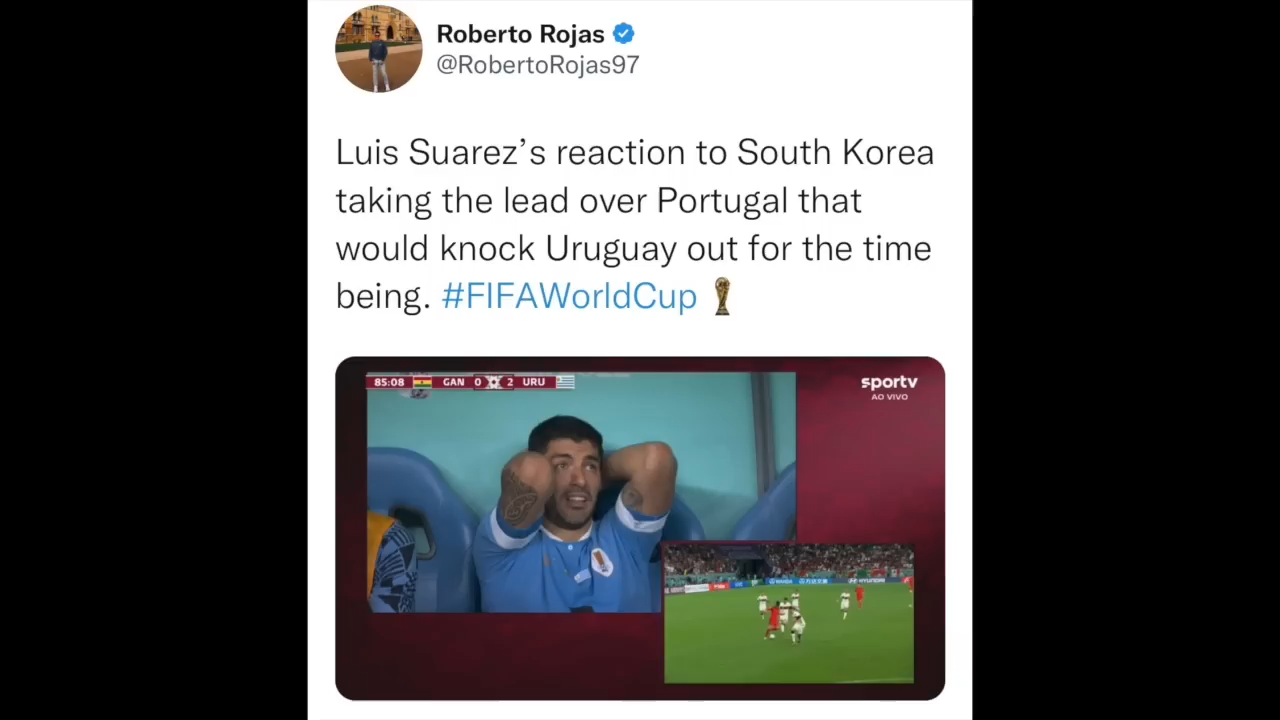 Roberto Rojas
@RobertoRojas97
Luis Suarez’s reaction to South Korea
taking the lead over Portugal that
would knock Uruguay out for the time
being. #FIFAWorldCup
85:08 GAN 0 2 URU
sportv
AO VIVO
HYUNDAI